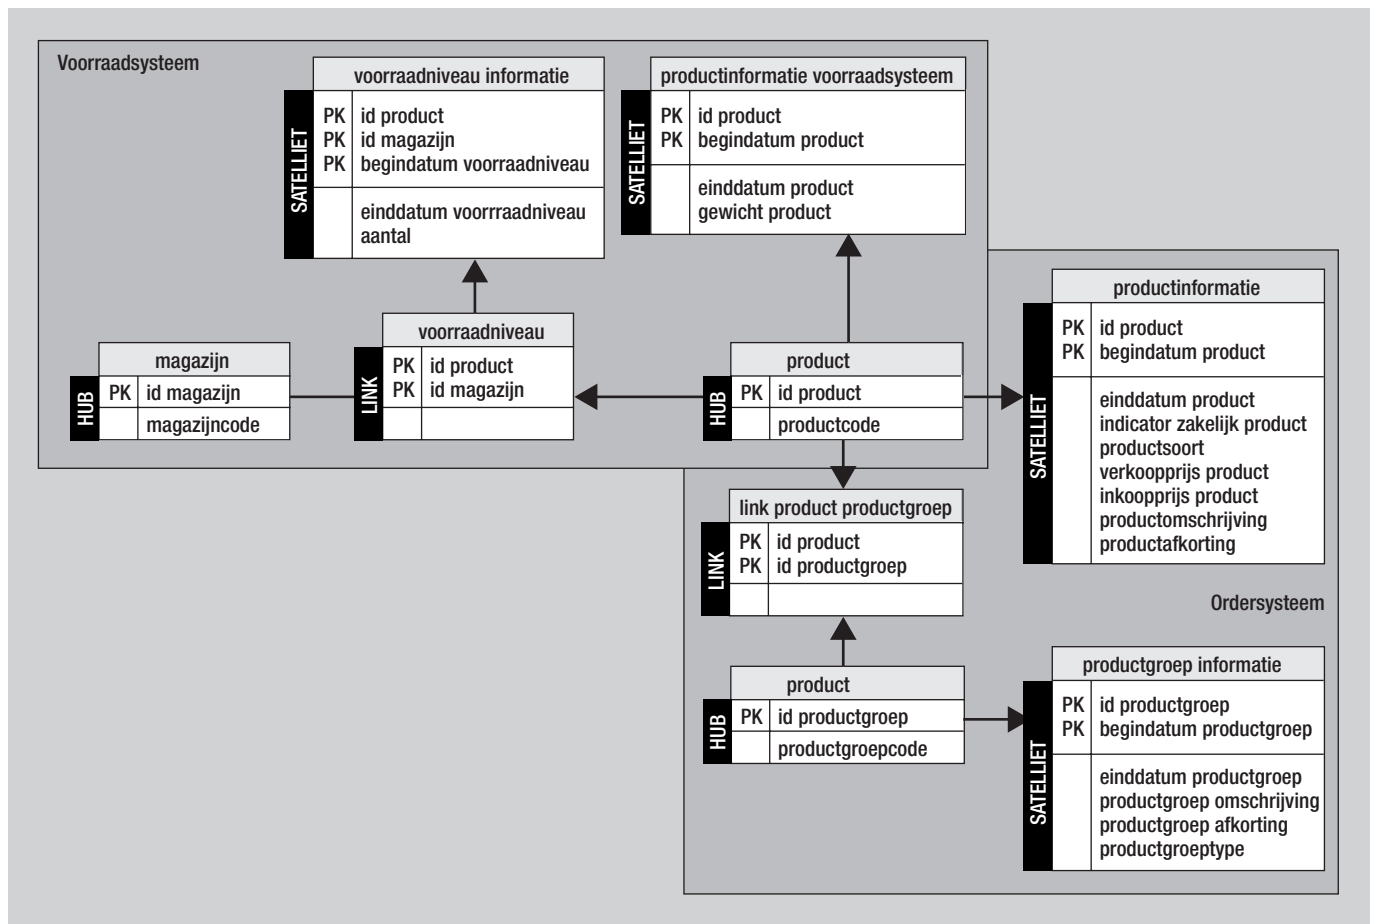 Voorraadsysteem
voorraadniveau informatie
SATELLIET
PK id product
PK id magazijn
PK begindatum voorraadniveau
einddatum voorrraadniveau
aantal
productinformatie voorraadsysteem
SATELLIET
PK id product
PK begindatum product
einddatum product
gewicht product
magazijn
HUB
PK id magazijn
magazijncode
voorraadniveau
LINK
PK id product
PK id magazijn
product
HUB
PK id product
productcode
productinformatie
SATELLIET
PK id product
PK begindatum product
einddatum product
indicator zakelijk product
productsoort
verkoopprijs product
inkoopprijs product
productomschrijving
productafkorting
link product productgroep
LINK
PK id product
PK id productgroep
Ordersysteem
product
HUB
PK id productgroep
productgroepcode
productgroep informatie
SATELLIET
PK id productgroep
PK begindatum productgroep
einddatum productgroep
productgroep omschrijving
productgroep afkorting
productgroeptype